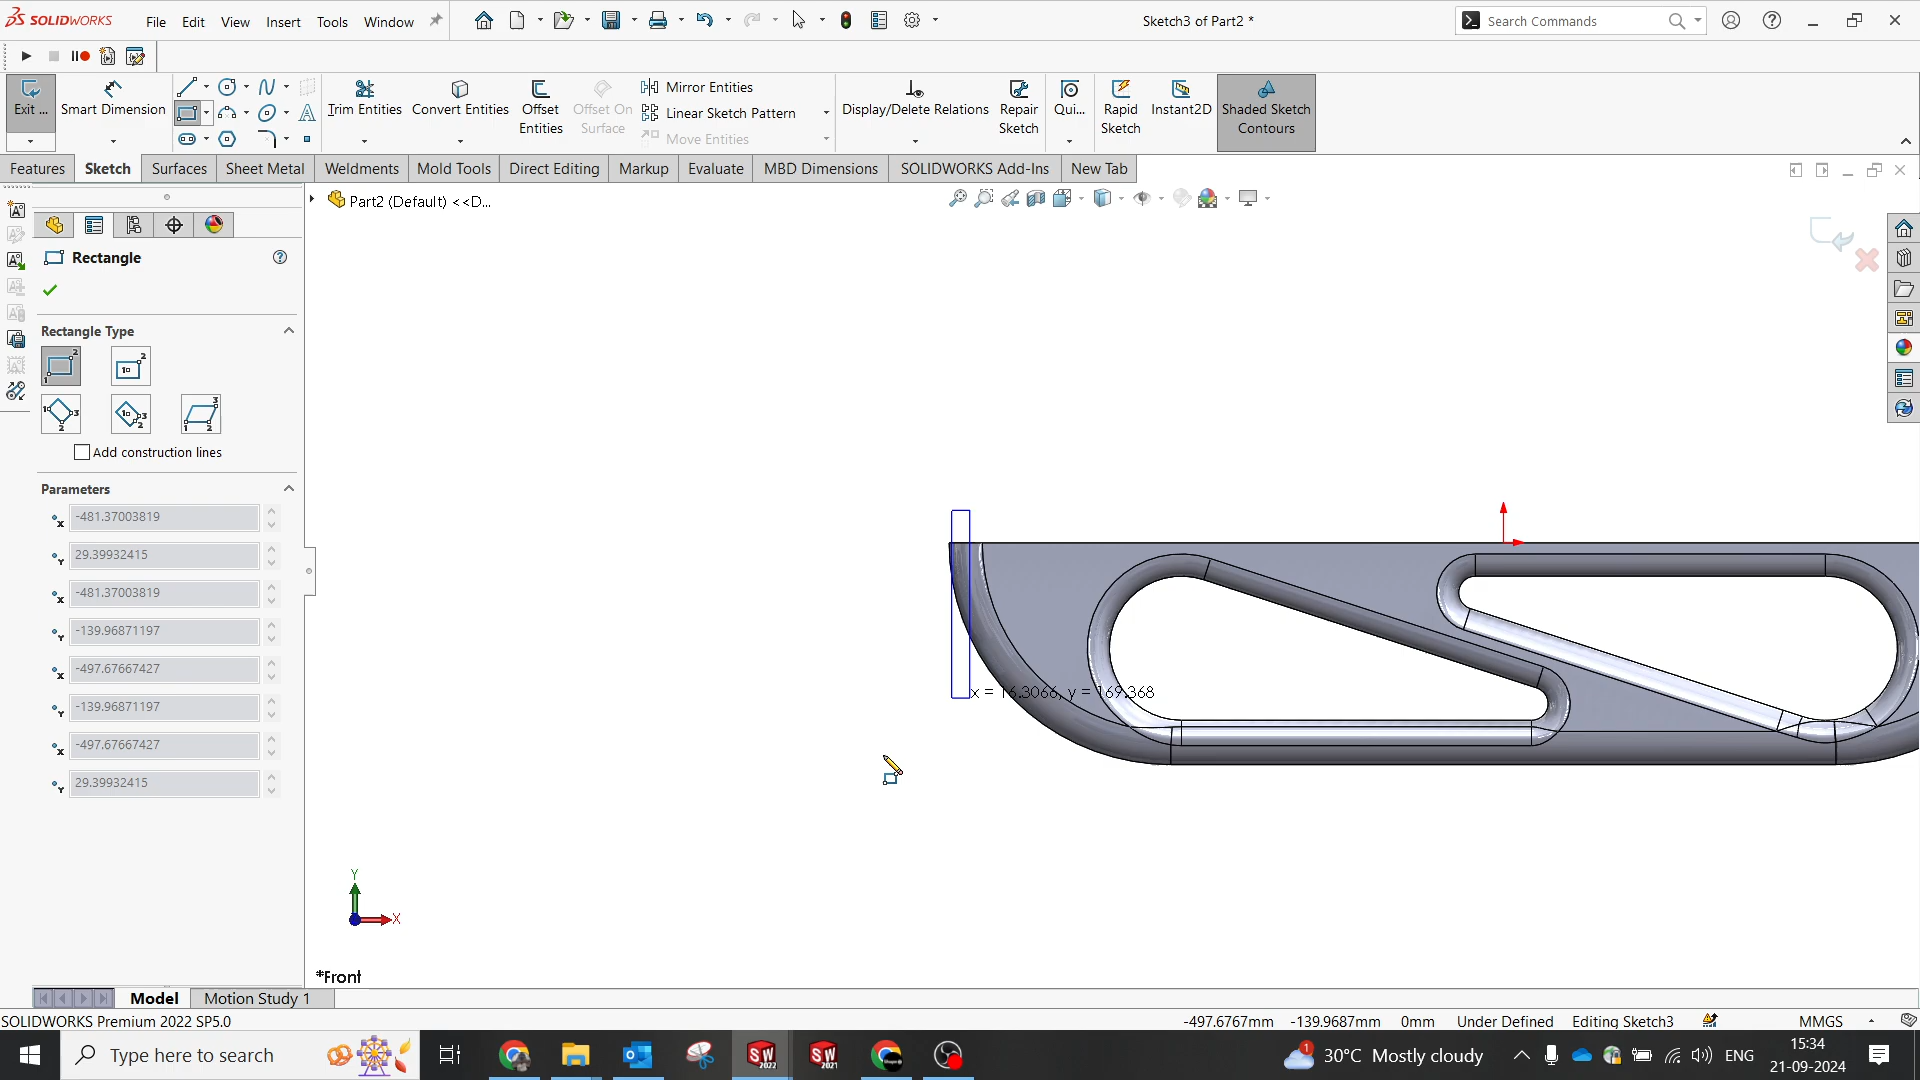 SOLIDWORKS File Edit View Insert Tools Window Sketch3 of Part2 * Search Commands
Exit ... Smart Dimension Trim Entities Convert Entities Offset Entities Offset On Surface Mirror Entities Linear Sketch Pattern Move Entities Display/Delete Relations Repair Sketch Qui... Rapid Sketch Instant2D Shaded Sketch Contours
Features Sketch Surfaces Sheet Metal Weldments Mold Tools Direct Editing Markup Evaluate MBD Dimensions SOLIDWORKS Add-Ins New Tab
Part2 (Default) <<D...
Rectangle
Rectangle Type
Add construction lines
Parameters
-481.37003819
29.39932415
-481.37003819
-139.96871197
-497.67667427
-139.96871197
-497.67667427
29.39932415
x = 16.3066, y = 169.368
Y
X
*Front
Model Motion Study 1
SOLIDWORKS Premium 2022 SP5.0 -497.6767mm -139.9687mm 0mm Under Defined Editing Sketch3 MMGS
Type here to search 30°C Mostly cloudy ENG 15:34
21-09-2024